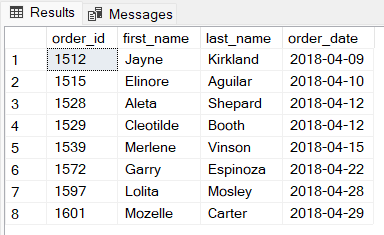 Results Messages
order_id first_name last_name order_date
1 1512 Jayne Kirkland 2018-04-09
2 1515 Elinore Aguilar 2018-04-10
3 1528 Aleta Shepard 2018-04-12
4 1529 Cleotilde Booth 2018-04-12
5 1539 Merlene Vinson 2018-04-15
6 1572 Garry Espinoza 2018-04-22
7 1597 Lolita Mosley 2018-04-28
8 1601 Mozelle Carter 2018-04-29